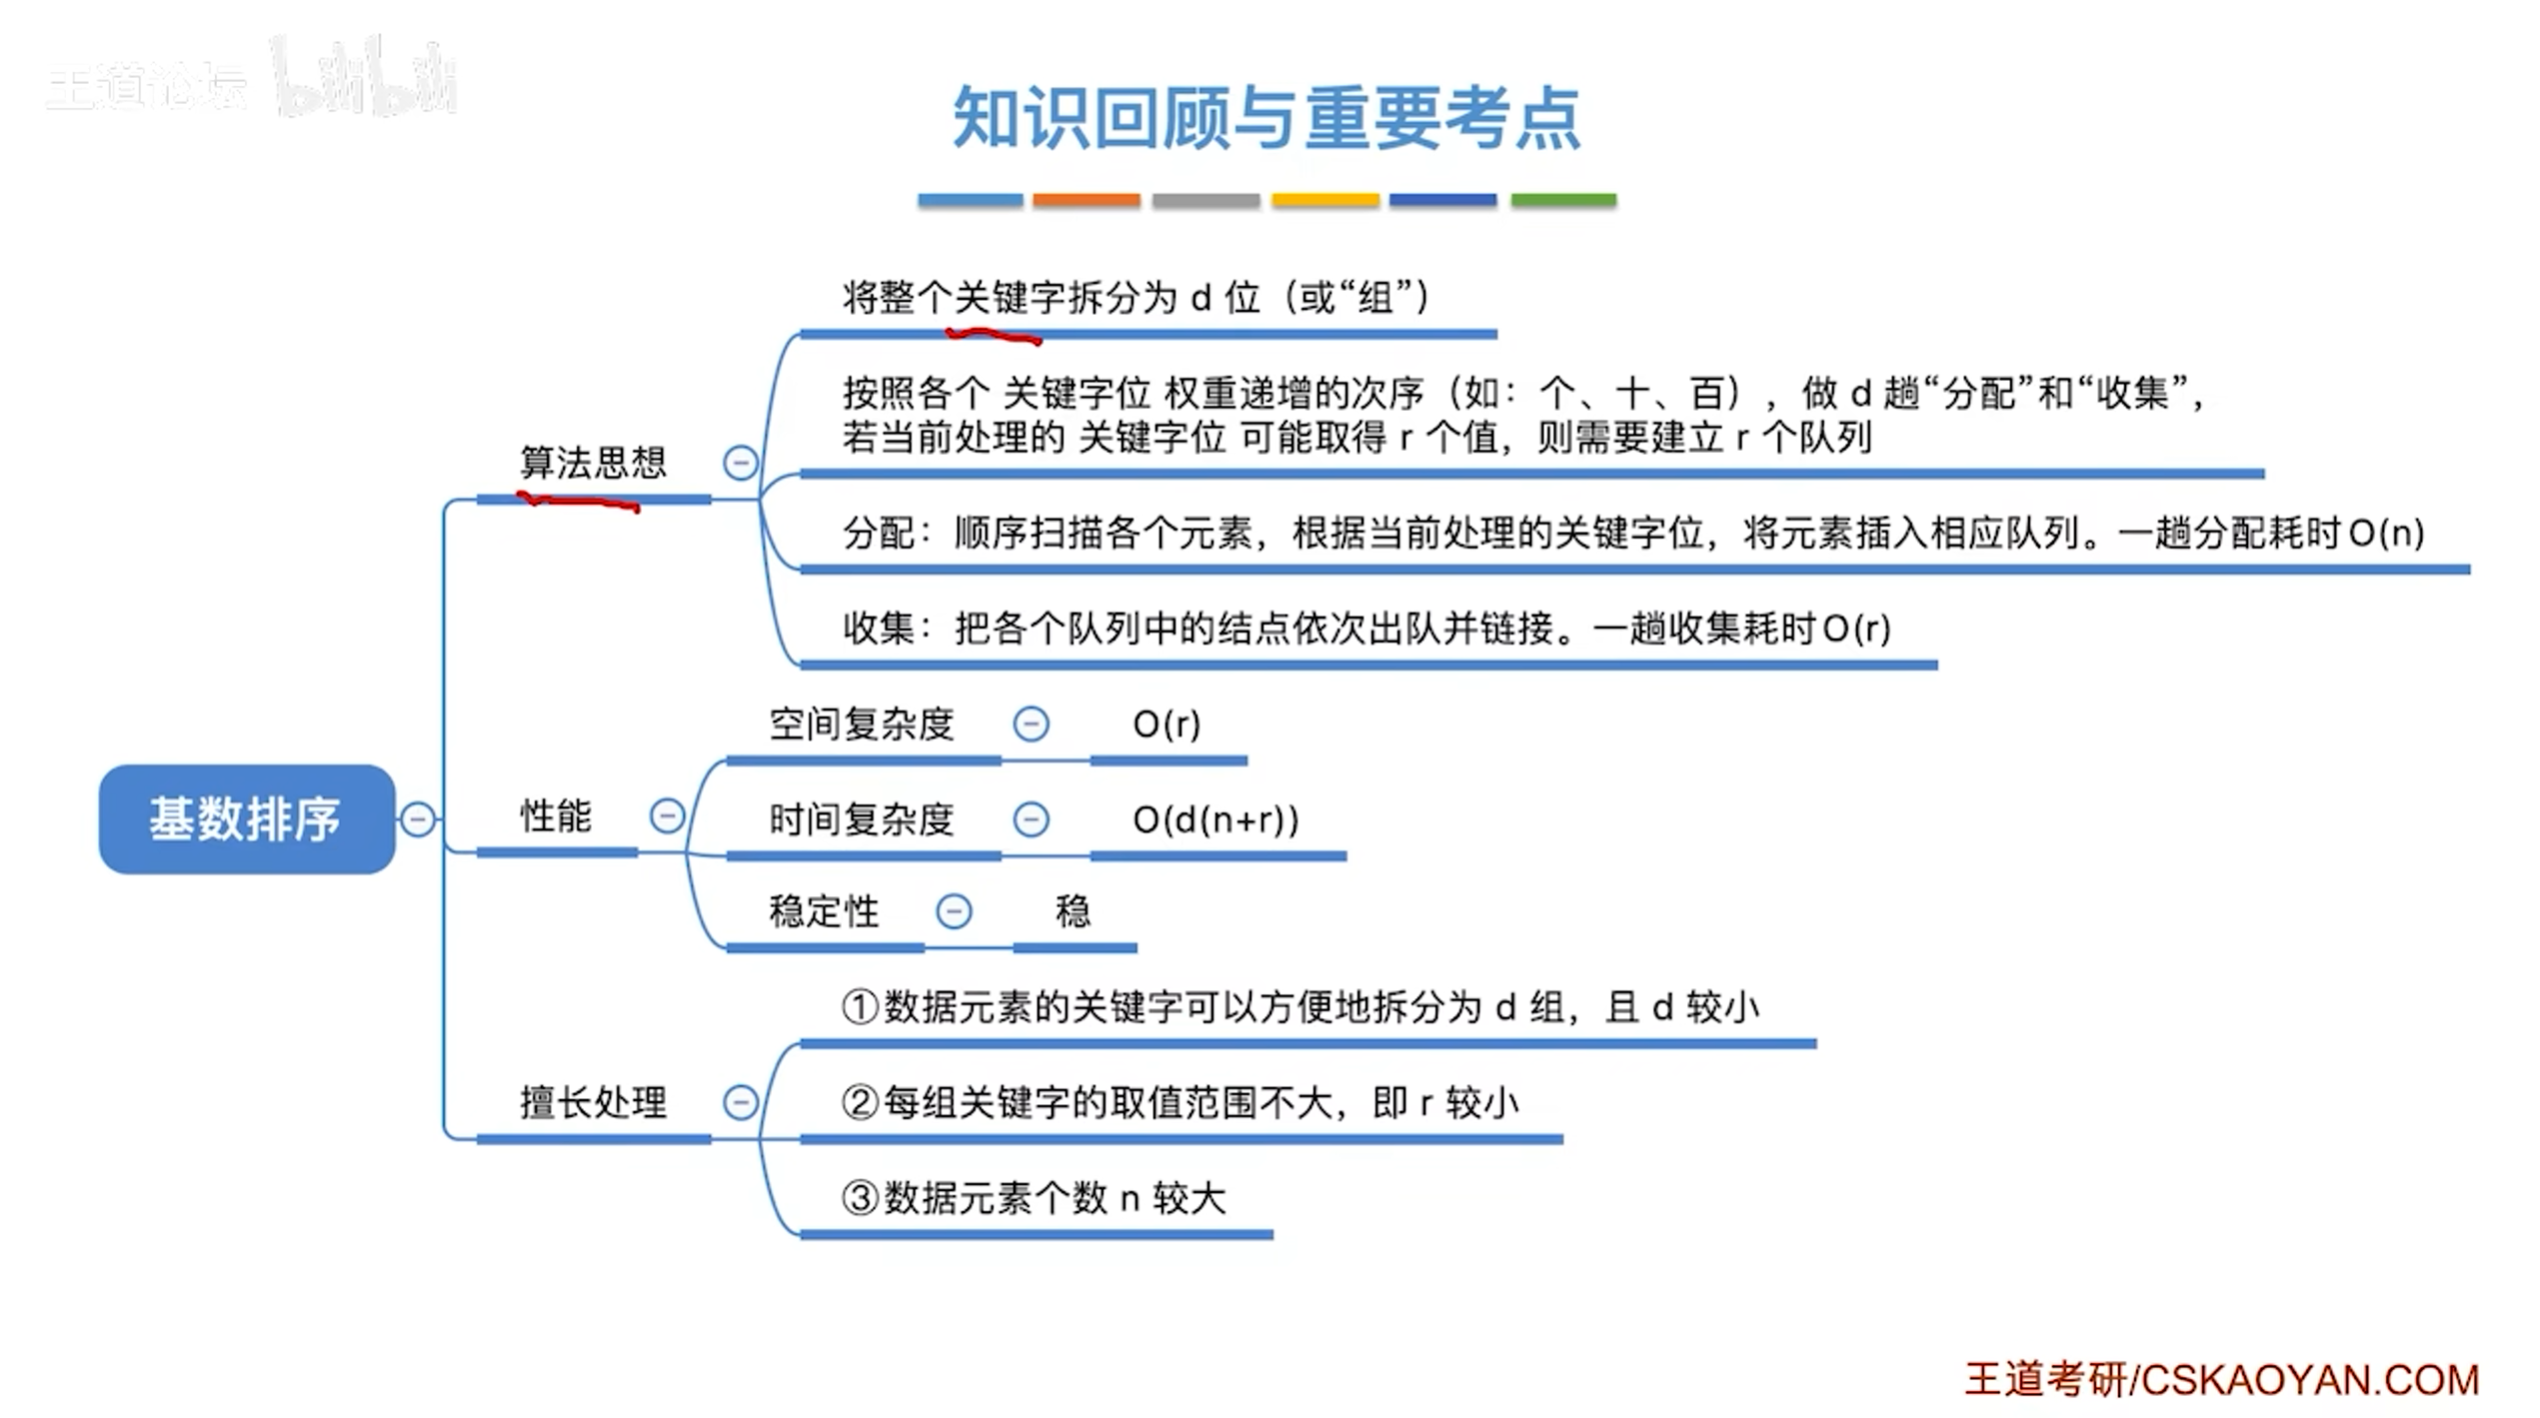 王道论坛 bilibili
知识回顾与重要考点
将整个关键字拆分为 d 位（或“组”）
按照各个 关键字位 权重递增的次序（如：个、十、百），做 d 趟“分配”和“收集”，
若当前处理的 关键字位 可能取得 r 个值，则需要建立 r 个队列
算法思想
分配：顺序扫描各个元素，根据当前处理的关键字位，将元素插入相应队列。一趟分配耗时O(n)
收集：把各个队列中的结点依次出队并链接。一趟收集耗时O(r)
基数排序
性能
空间复杂度 O(r)
时间复杂度 O(d(n+r))
稳定性 稳
擅长处理
①数据元素的关键字可以方便地拆分为 d 组，且 d 较小
②每组关键字的取值范围不大，即 r 较小
③数据元素个数 n 较大
王道考研/CSKAOYAN.COM